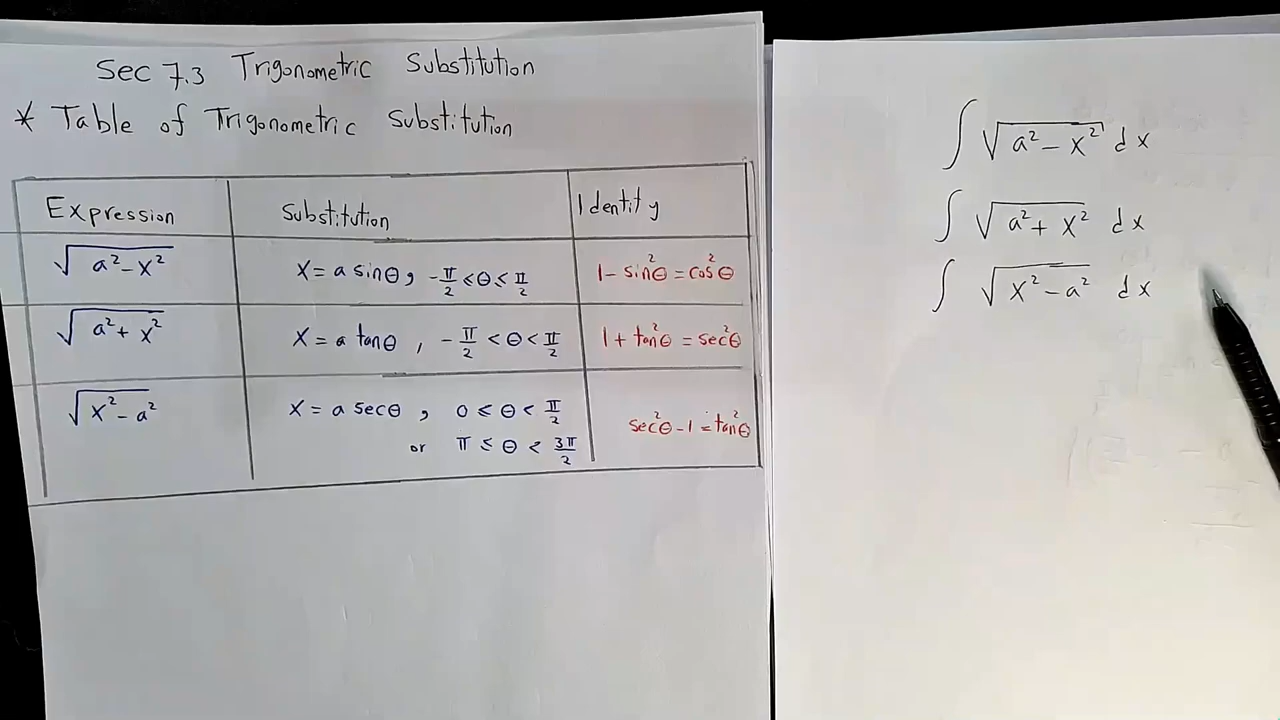 Sec 7.3 Trigonometric Substitution
* Table of Trigonometric Substitution
Expression Substitution Identity
√(a²-x²) x = a sinθ, -π/2 ≤ θ ≤ π/2 1 - sin²θ = cos²θ
√(a²+x²) x = a tanθ, -π/2 < θ < π/2 1 + tan²θ = sec²θ
√(x²-a²) x = a secθ, 0 ≤ θ < π/2 sec²θ - 1 = tan²θ
or π ≤ θ < 3π/2
∫ √(a²-x²) dx
∫ √(a²+x²) dx
∫ √(x²-a²) dx